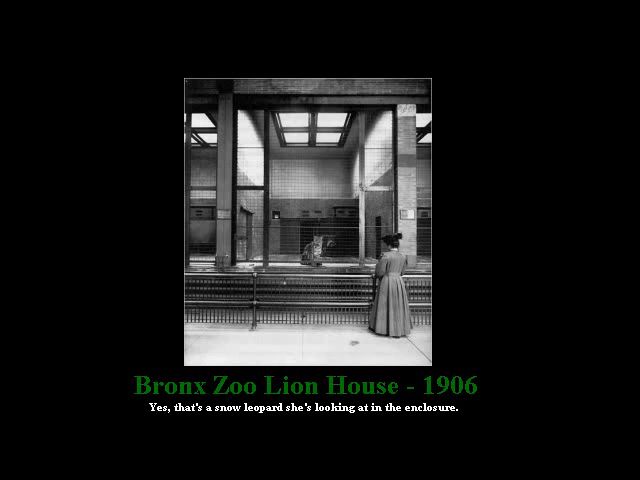 Bronx Zoo Lion House - 1906
Yes, that's a snow leopard she's looking at in the enclosure.